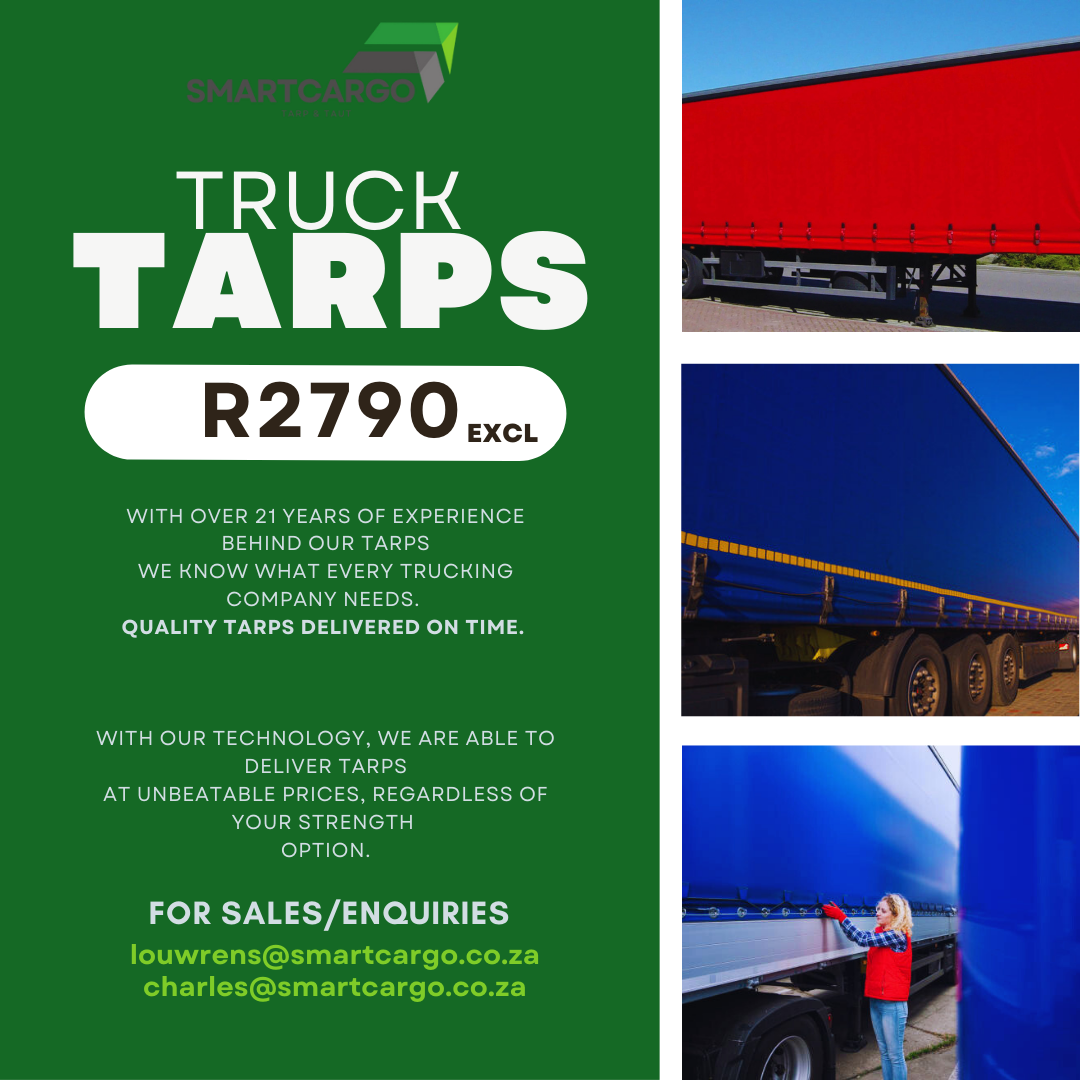 SMARTCARGO
TRUCK
TARPS
R2790 EXCL
WITH OVER 21 YEARS OF EXPERIENCE
BEHIND OUR TARPS
WE KNOW WHAT EVERY TRUCKING
COMPANY NEEDS.
QUALITY TARPS DELIVERED ON TIME.
WITH OUR TECHNOLOGY, WE ARE ABLE TO
DELIVER TARPS
AT UNBEATABLE PRICES, REGARDLESS OF
YOUR STRENGTH
OPTION.
FOR SALES/ENQUIRIES
louwrens@smartcargo.co.za
charles@smartcargo.co.za